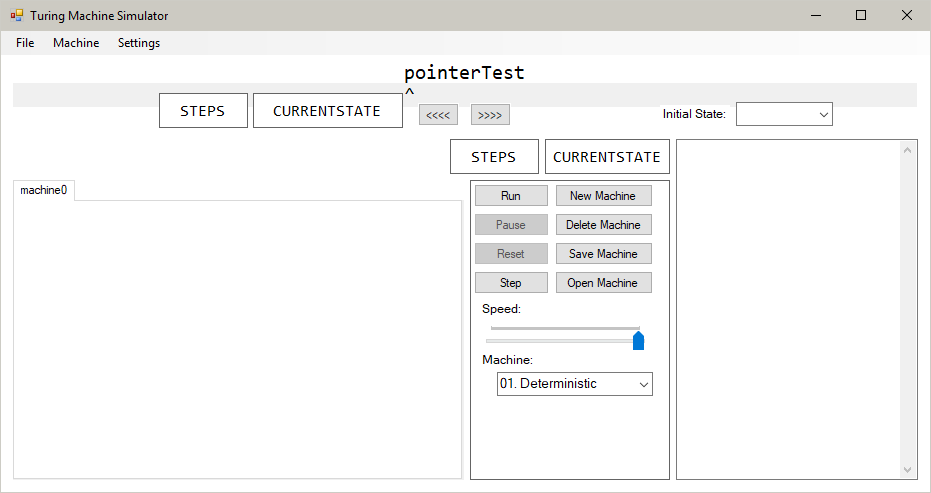 Turing Machine Simulator
File Machine Settings
pointerTest
^
STEPS CURRENTSTATE <<<< >>>> Initial State:
STEPS CURRENTSTATE
machine0
Run New Machine
Pause Delete Machine
Reset Save Machine
Step Open Machine
Speed:
Machine:
01. Deterministic